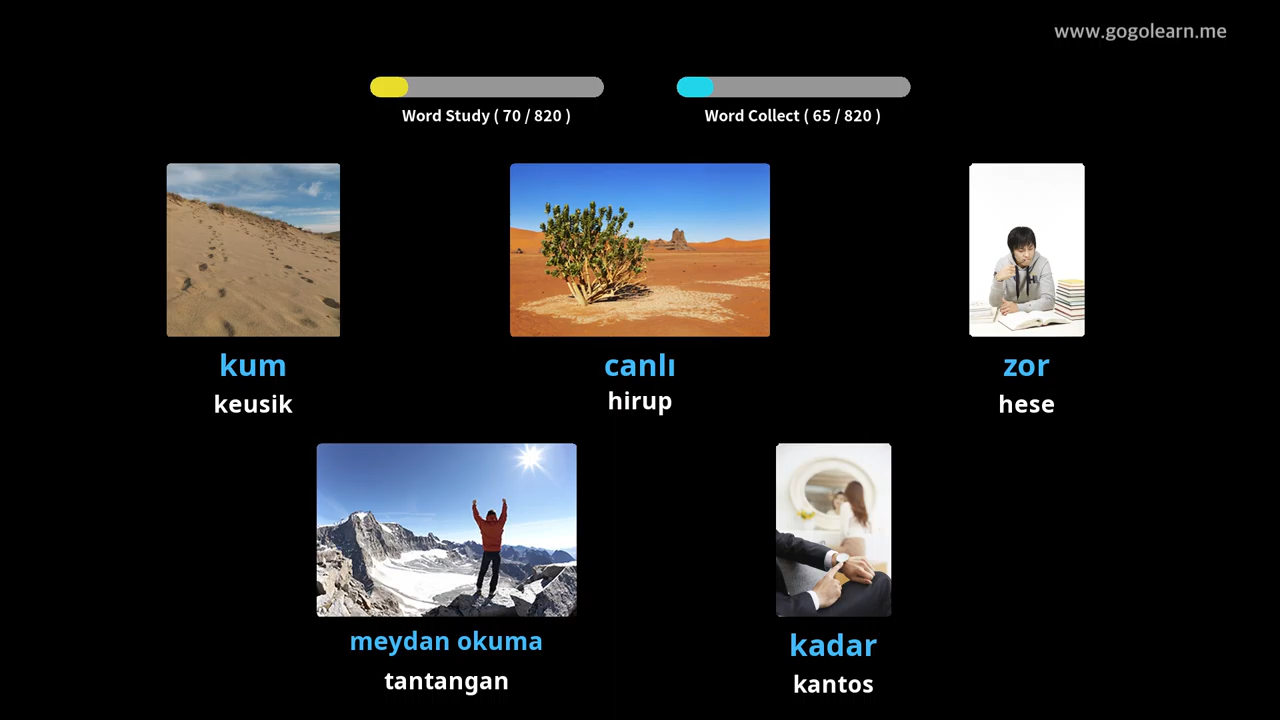 www.gogolearn.me
Word Study ( 70 / 820 )
Word Collect ( 65 / 820 )
kum
keusik
canlı
hirup
zor
hese
meydan okuma
tantangan
kadar
kantos